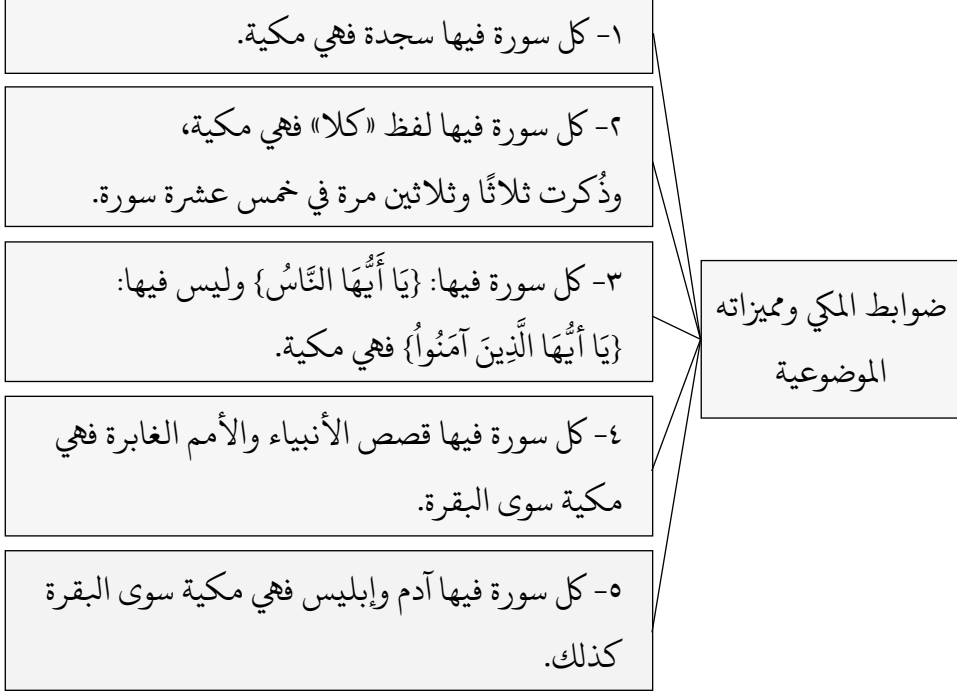 ضوابط المكي ومميزاته
الموضوعية
١- كل سورة فيها سجدة فهي مكية.
٢- كل سورة فيها لفظ «كلا» فهي مكية،
وذُكرت ثلاثًا وثلاثين مرة في خمس عشرة سورة.
٣- كل سورة فيها: {يَا أَيُّهَا النَّاسُ} وليس فيها:
{يَا أيُّهَا الَّذِينَ آمَنُواُ} فهي مكية.
٤- كل سورة فيها قصص الأنبياء والأمم الغابرة فهي
مكية سوى البقرة.
٥- كل سورة فيها آدم وإبليس فهي مكية سوى البقرة
كذلك.